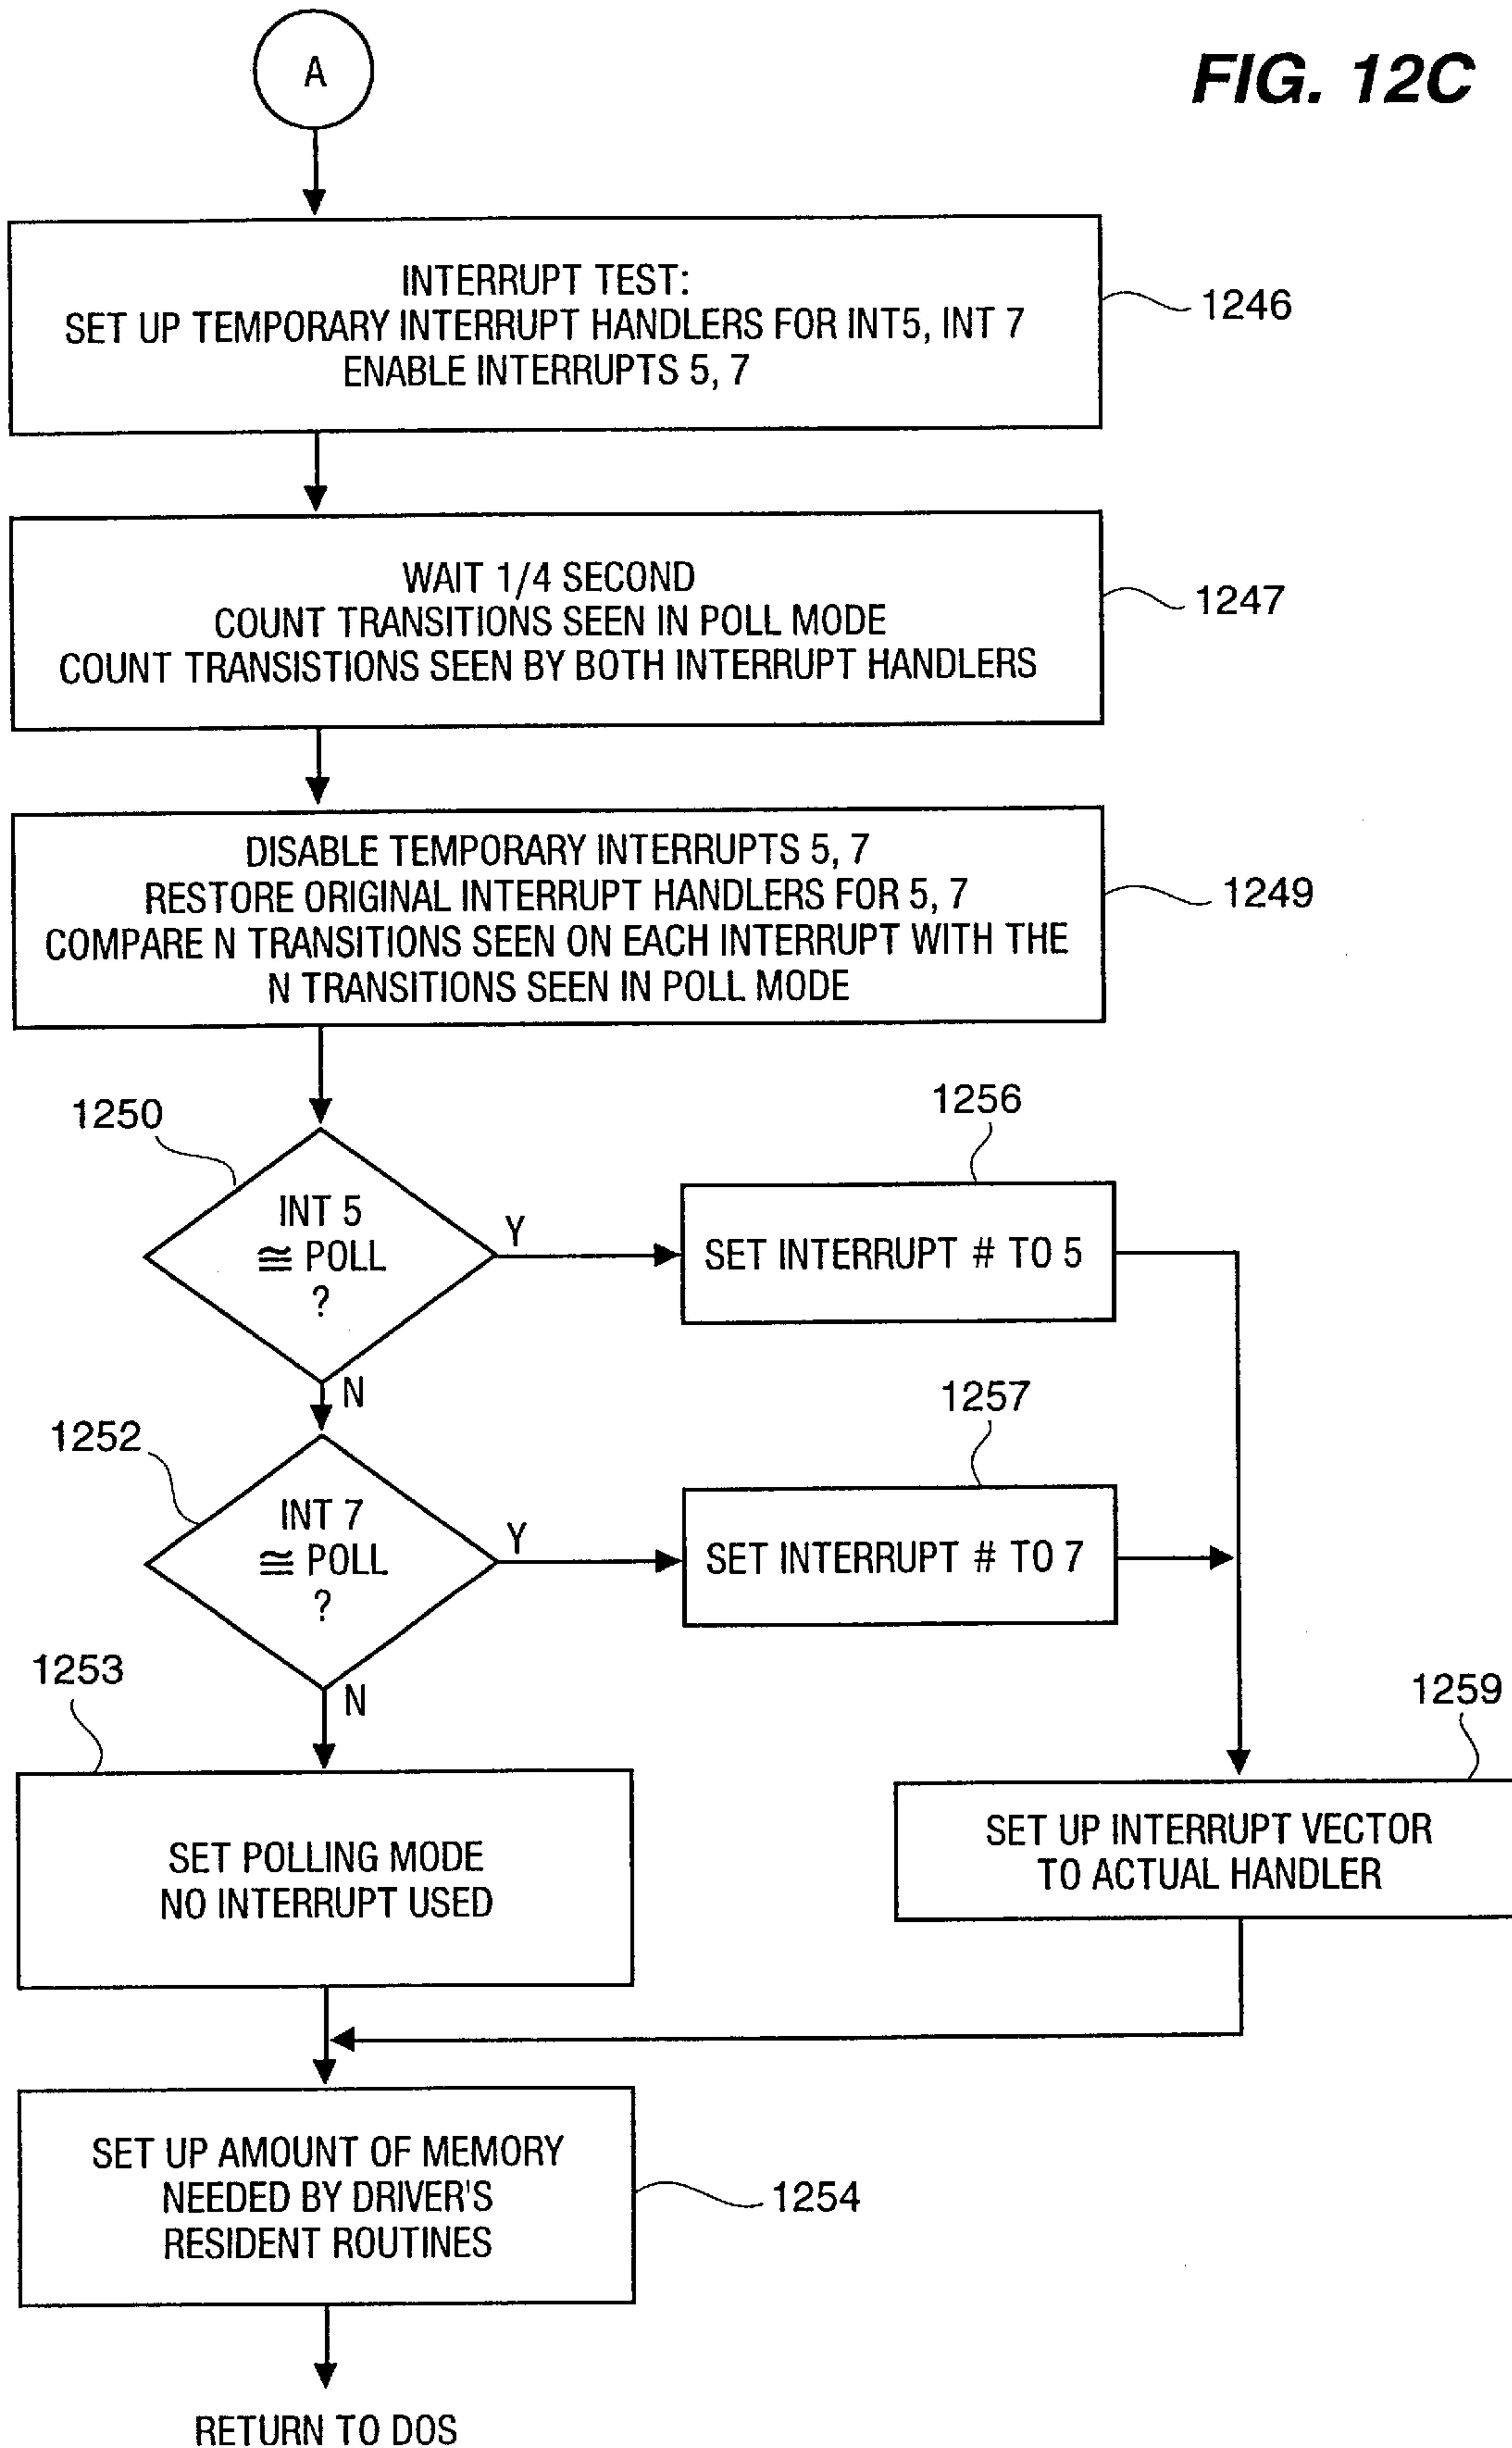 A
FIG. 12C
INTERRUPT TEST:
SET UP TEMPORARY INTERRUPT HANDLERS FOR INT5, INT 7
ENABLE INTERRUPTS 5, 7
1246
WAIT 1/4 SECOND
COUNT TRANSITIONS SEEN IN POLL MODE
COUNT TRANSISTIONS SEEN BY BOTH INTERRUPT HANDLERS
1247
DISABLE TEMPORARY INTERRUPTS 5, 7
RESTORE ORIGINAL INTERRUPT HANDLERS FOR 5, 7
COMPARE N TRANSITIONS SEEN ON EACH INTERRUPT WITH THE
N TRANSITIONS SEEN IN POLL MODE
1249
1250
INT 5
≅ POLL
?
Y
N
1256
SET INTERRUPT # TO 5
1252
INT 7
≅ POLL
?
Y
N
1257
SET INTERRUPT # TO 7
1253
SET POLLING MODE
NO INTERRUPT USED
1259
SET UP INTERRUPT VECTOR
TO ACTUAL HANDLER
SET UP AMOUNT OF MEMORY
NEEDED BY DRIVER'S
RESIDENT ROUTINES
1254
RETURN TO DOS